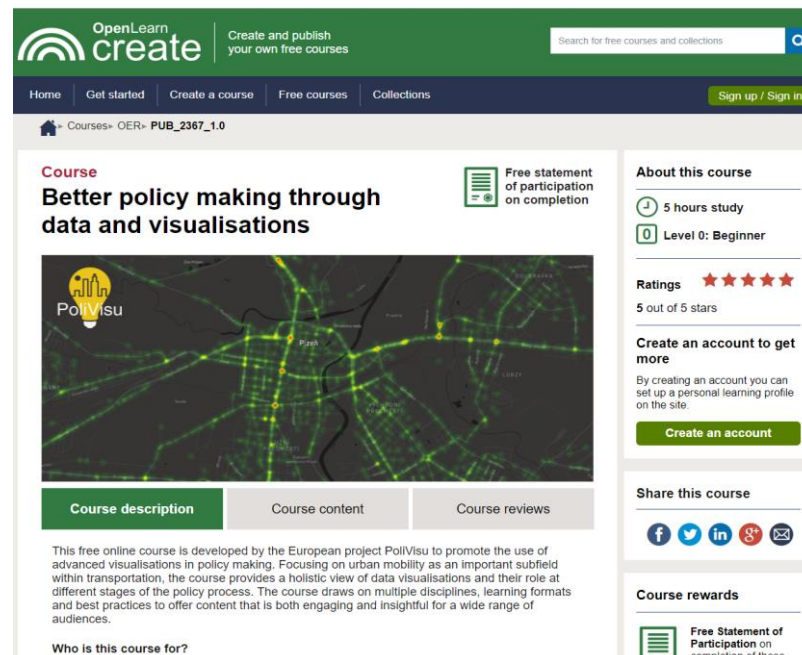 OpenLearn
create
Create and publish
your own free courses
Search for free courses and collections
Home
Get started
Create a course
Free courses
Collections
Sign up / Sign in
Courses
OER
PUB_2367_1.0
Course
Better policy making through
data and visualisations
Free statement
of participation
on completion
PoliVisu
Plzeň
LOBZY
Course description
Course content
Course reviews
This free online course is developed by the European project PoliVisu to promote the use of
advanced visualisations in policy making. Focusing on urban mobility as an important subfield
within transportation, the course provides a holistic view of data visualisations and their role at
different stages of the policy process. The course draws on multiple disciplines, learning formats
and best practices to offer content that is both engaging and insightful for a wide range of
audiences.
Who is this course for?
About this course
5 hours study
0 Level 0: Beginner
Ratings
5 out of 5 stars
Create an account to get
more
By creating an account you can
set up a personal learning profile
on the site.
Create an account
Share this course
f
in
g+
Course rewards
Free Statement of
Participation on
completion of these